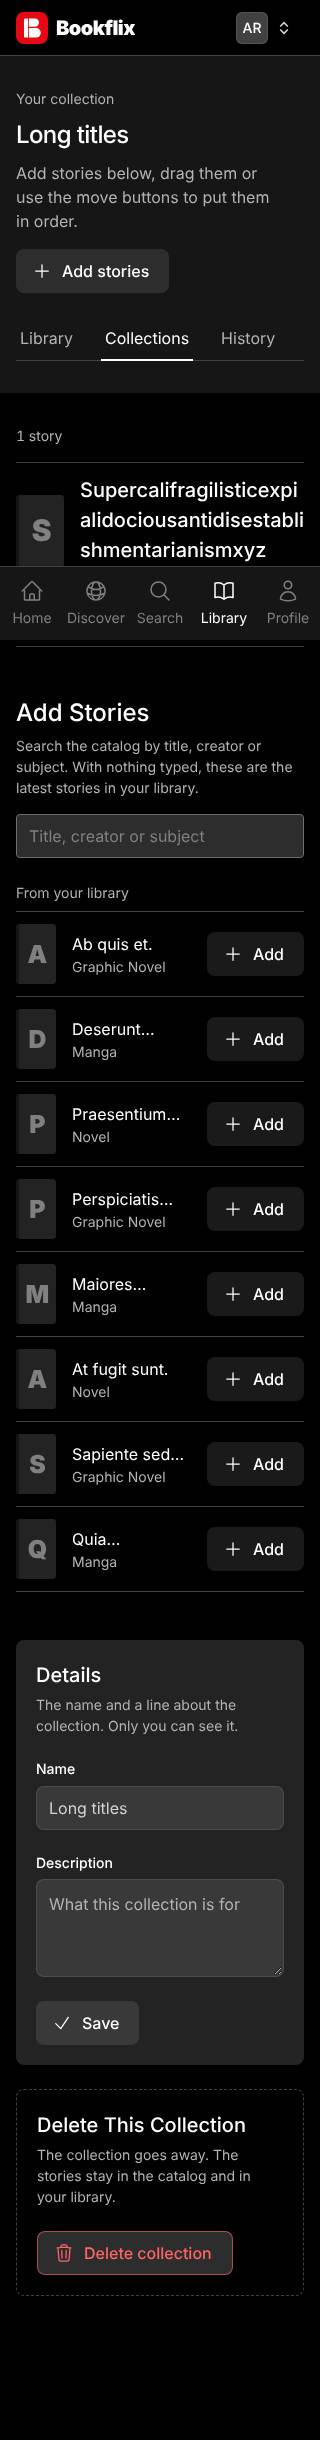 B Bookflix
AR
Your collection
Long titles
Add stories below, drag them or
use the move buttons to put them
in order.
Add stories
Library Collections History
1 story
S
Supercalifragilisticexpi
alidociousantidisestabli
shmentarianismxyz
Home Discover Search Library Profile
Add Stories
Search the catalog by title, creator or
subject. With nothing typed, these are the
latest stories in your library.
Title, creator or subject
From your library
A
Ab quis et.
Graphic Novel
Add
D
Deserunt...
Manga
Add
P
Praesentium...
Novel
Add
P
Perspiciatis...
Graphic Novel
Add
M
Maiores...
Manga
Add
A
At fugit sunt.
Novel
Add
S
Sapiente sed...
Graphic Novel
Add
Q
Quia...
Manga
Add
Details
The name and a line about the
collection. Only you can see it.
Name
Long titles
Description
What this collection is for
Save
Delete This Collection
The collection goes away. The
stories stay in the catalog and in
your library.
Delete collection